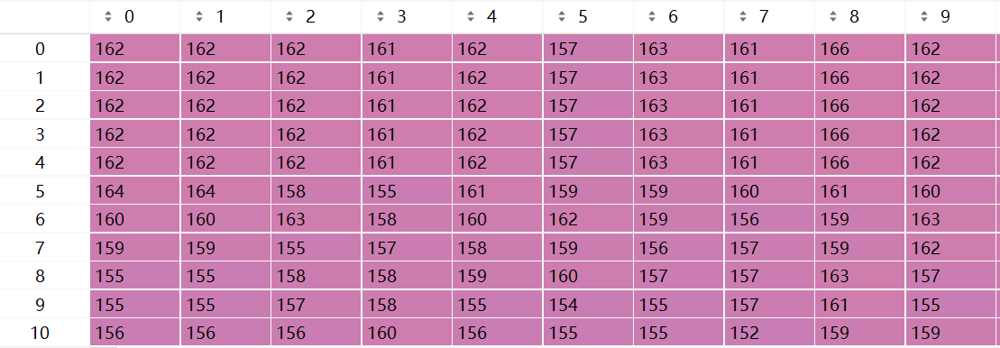 0 1 2 3 4 5 6 7 8 9
0 162 162 162 161 162 157 163 161 166 162
1 162 162 162 161 162 157 163 161 166 162
2 162 162 162 161 162 157 163 161 166 162
3 162 162 162 161 162 157 163 161 166 162
4 162 162 162 161 162 157 163 161 166 162
5 164 164 158 155 161 159 159 160 161 160
6 160 160 163 158 160 162 159 156 159 163
7 159 159 155 157 158 159 156 157 159 162
8 155 155 158 158 159 160 157 157 163 157
9 155 155 157 158 155 154 155 157 161 155
10 156 156 156 160 156 155 155 152 159 159